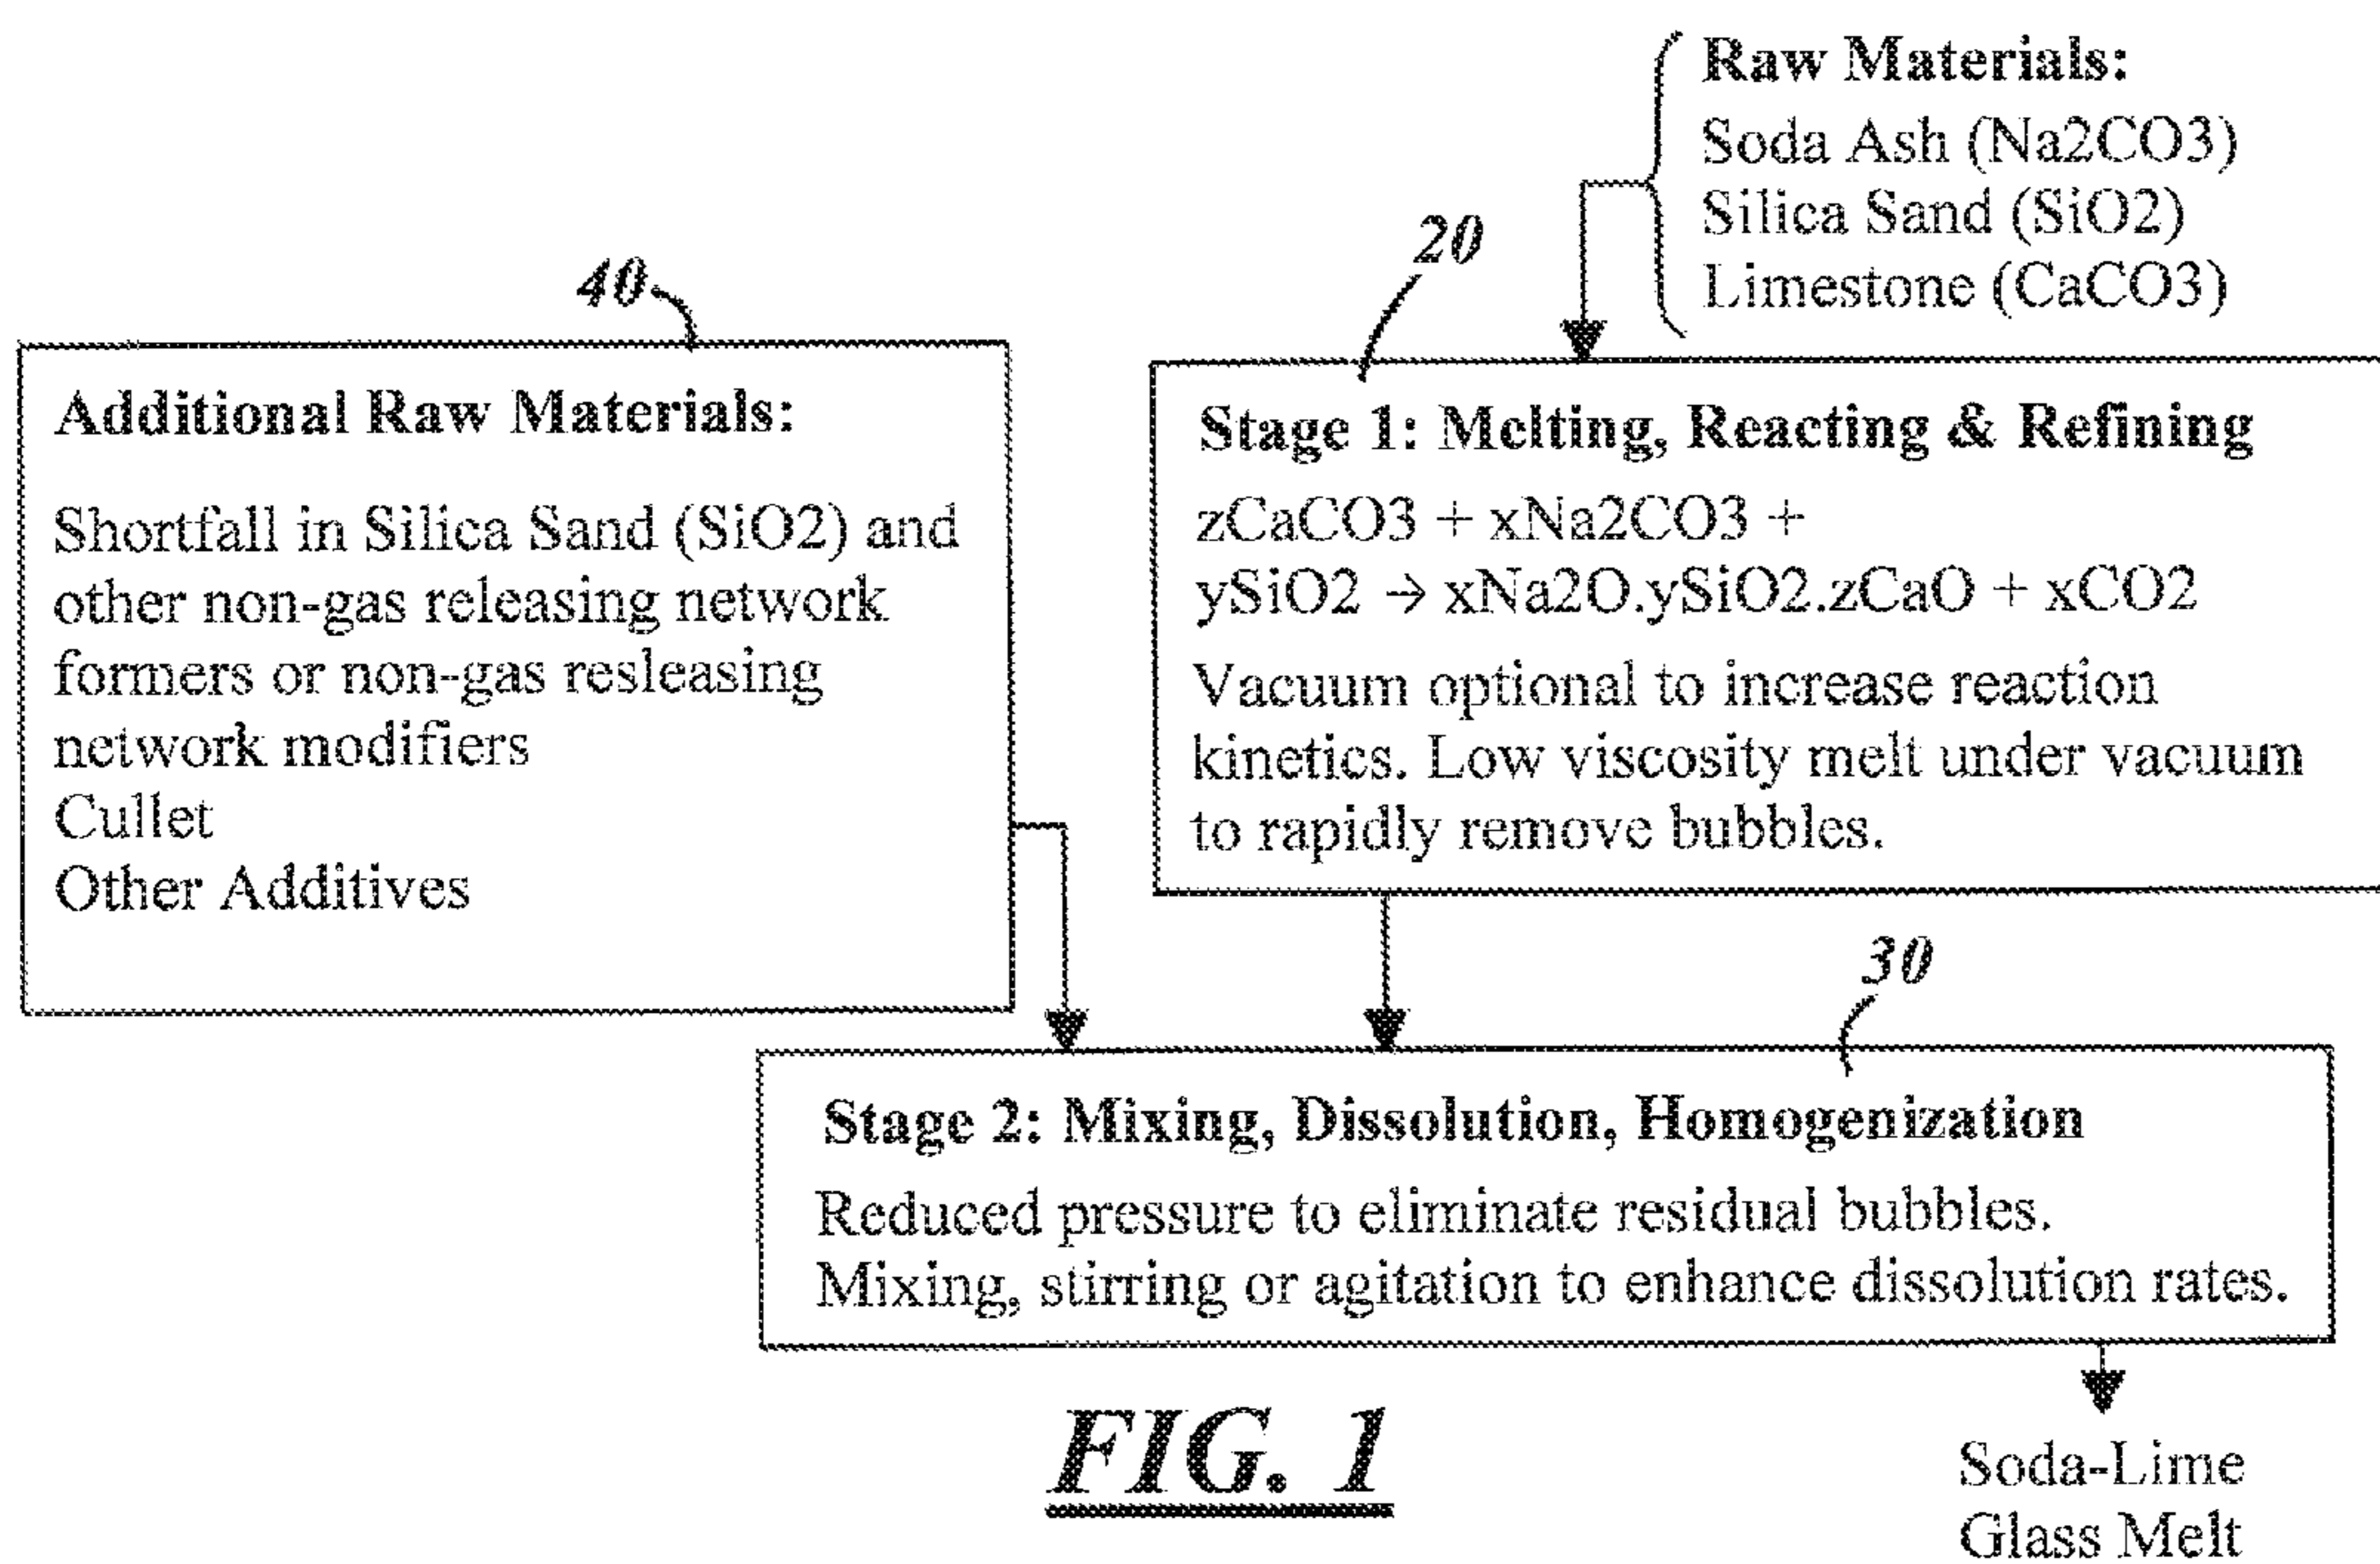 Raw Materials:
Soda Ash (Na2CO3)
Silica Sand (SiO2)
Limestone (CaCO3)
20
40
Additional Raw Materials:
Shortfall in Silica Sand (SiO2) and
other non-gas releasing network
formers or non-gas resleasing
network modifiers
Cullet
Other Additives
Stage 1: Melting, Reacting & Refining
zCaCO3 + xNa2CO3 +
ySiO2 → xNa2O.ySiO2.zCaO + xCO2
Vacuum optional to increase reaction
kinetics. Low viscosity melt under vacuum
to rapidly remove bubbles.
30
Stage 2: Mixing, Dissolution, Homogenization
Reduced pressure to eliminate residual bubbles.
Mixing, stirring or agitation to enhance dissolution rates.
FIG. 1
Soda-Lime
Glass Melt